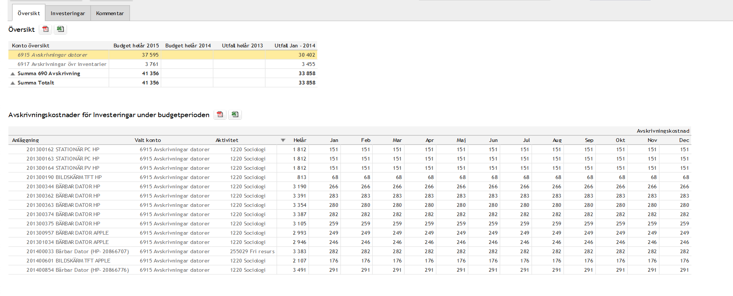 Översikt Investeringar Kommentar
Översikt
Konto översikt Budget helår 2015 Budget helår 2014 Utfall helår 2013 Utfall Jan - 2014
6915 Avskrivningar datorer 37 595 30 402
6917 Avskrivningar övr inventarier 3 761 3 455
Summa 690 Avskrivning 41 356 33 858
Summa Totalt 41 356 33 858
Avskrivningskostnader för Investeringar under budgetperioden
Avskrivningskostnad
Anläggning Valt konto Aktivitet Helår Jan Feb Mar Apr Maj Jun Jul Aug Sep Okt Nov Dec
201300162 STATIONÄR PC HP 6915 Avskrivningar datorer 1220 Sociologi 1 812 151 151 151 151 151 151 151 151 151 151 151 151
201300163 STATIONÄR PC HP 6915 Avskrivningar datorer 1220 Sociologi 1 812 151 151 151 151 151 151 151 151 151 151 151 151
201300164 STATIONÄR PV HP 6915 Avskrivningar datorer 1220 Sociologi 1 812 151 151 151 151 151 151 151 151 151 151 151 151
201300190 BILDSKÄRM TFT HP 6915 Avskrivningar datorer 1220 Sociologi 813 68 68 68 68 68 68 68 68 68 68 68 68
201300344 BÄRBAR DATOR HP 6915 Avskrivningar datorer 1220 Sociologi 3 190 266 266 266 266 266 266 266 266 266 266 266 266
201300362 BÄRBAR DATOR HP 6915 Avskrivningar datorer 1220 Sociologi 3 391 283 283 283 283 283 283 283 283 283 283 283 283
201300363 BÄRBAR DATOR HP 6915 Avskrivningar datorer 1220 Sociologi 3 354 280 280 280 280 280 280 280 280 280 280 280 280
201300374 BÄRBAR DATOR HP 6915 Avskrivningar datorer 1220 Sociologi 3 387 282 282 282 282 282 282 282 282 282 282 282 282
201300375 BÄRBAR DATOR HP 6915 Avskrivningar datorer 1220 Sociologi 3 105 259 259 259 259 259 259 259 259 259 259 259 259
201300957 BÄRBAR DATOR APPLE 6915 Avskrivningar datorer 1220 Sociologi 2 993 249 249 249 249 249 249 249 249 249 249 249 249
201301034 BÄRBAR DATOR APPLE 6915 Avskrivningar datorer 1220 Sociologi 2 946 246 246 246 246 246 246 246 246 246 246 246 246
201400033 Bärbar Dator (HP- 20866707) 6915 Avskrivningar datorer 255029 Fri resurs 3 383 282 282 282 282 282 282 282 282 282 282 282 282
201400601 BILDSKÄRM TFT APPLE 6915 Avskrivningar datorer 1220 Sociologi 2 107 176 176 176 176 176 176 176 176 176 176 176 176
201400854 Bärbar Dator (HP- 20866776) 6915 Avskrivningar datorer 1220 Sociologi 3 491 291 291 291 291 291 291 291 291 291 291 291 291